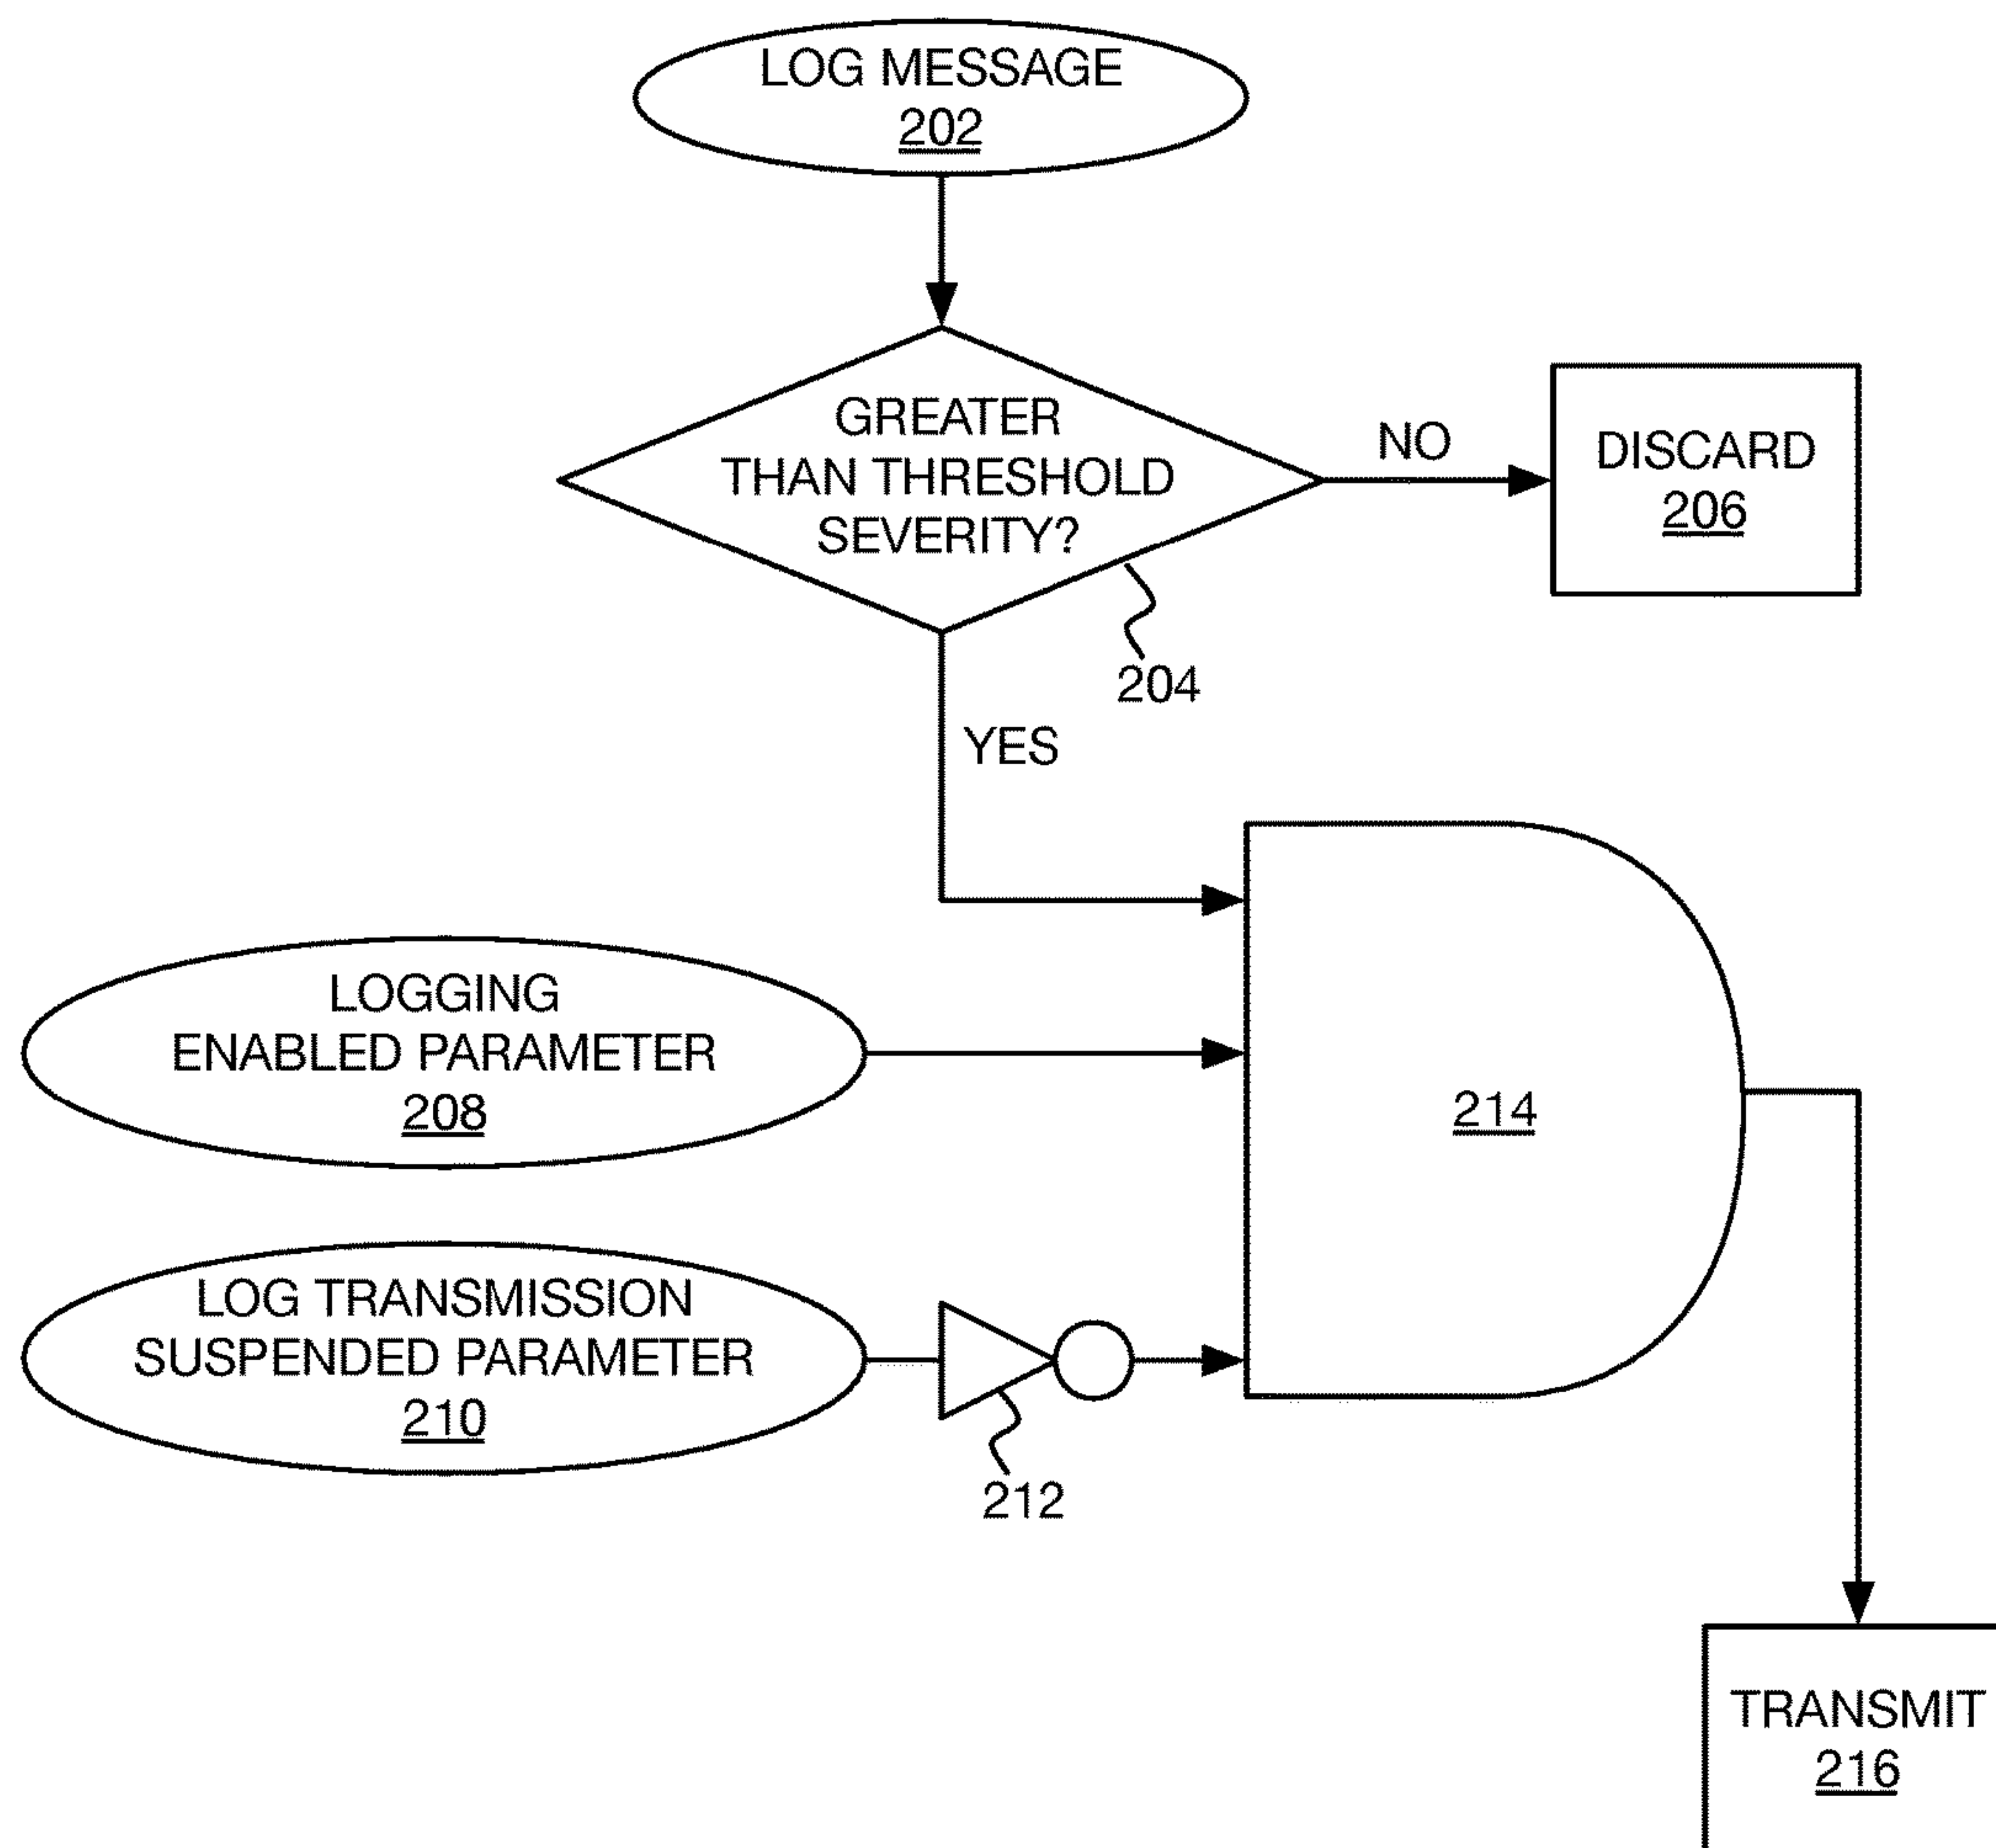 LOG MESSAGE
202
GREATER
THAN THRESHOLD
SEVERITY?
NO
DISCARD
206
204
YES
LOGGING
ENABLED PARAMETER
208
214
LOG TRANSMISSION
SUSPENDED PARAMETER
210
212
TRANSMIT
216